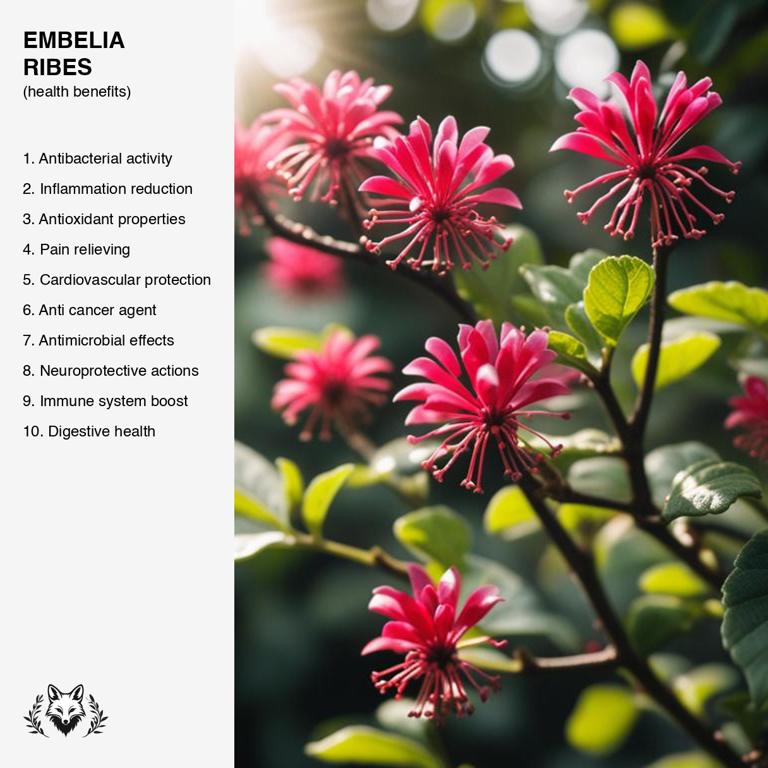 EMBELIA
RIBES
(health benefits)
1. Antibacterial activity
2. Inflammation reduction
3. Antioxidant properties
4. Pain relieving
5. Cardiovascular protection
6. Anti cancer agent
7. Antimicrobial effects
8. Neuroprotective actions
9. Immune system boost
10. Digestive health